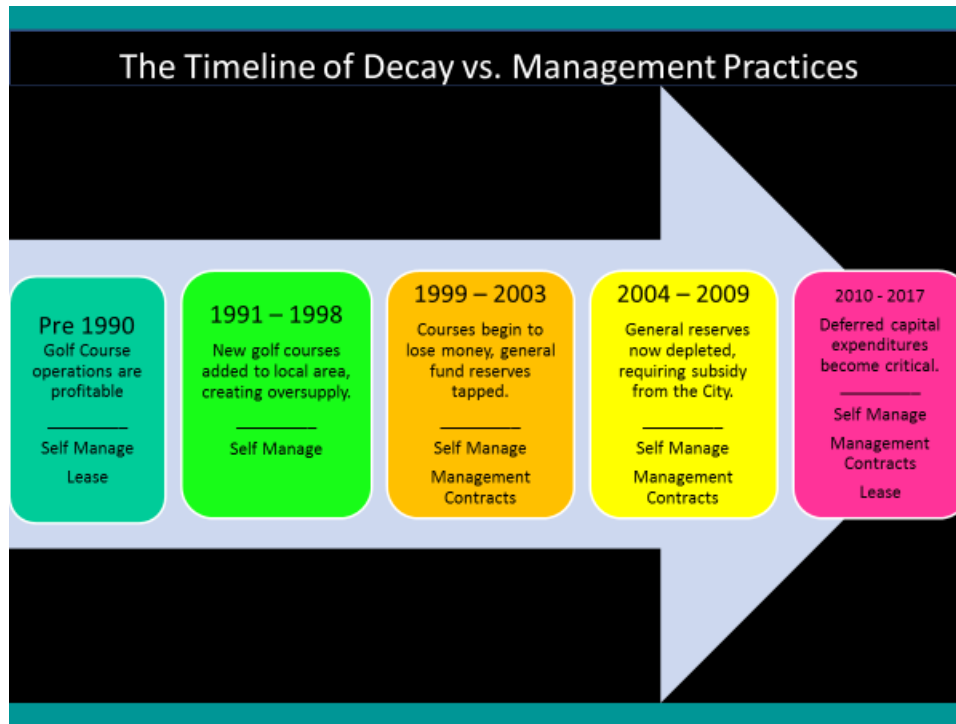 The Timeline of Decay vs. Management Practices
Pre 1990
Golf Course
operations are
profitable
Self Manage
Lease
1991 – 1998
New golf courses
added to local area,
creating oversupply.
Self Manage
1999 – 2003
Courses begin to
lose money, general
fund reserves
tapped.
Self Manage
Management
Contracts
2004 – 2009
General reserves
now depleted,
requiring subsidy
from the City.
Self Manage
Management
Contracts
2010 - 2017
Deferred capital
expenditures
become critical.
Self Manage
Management
Contracts
Lease